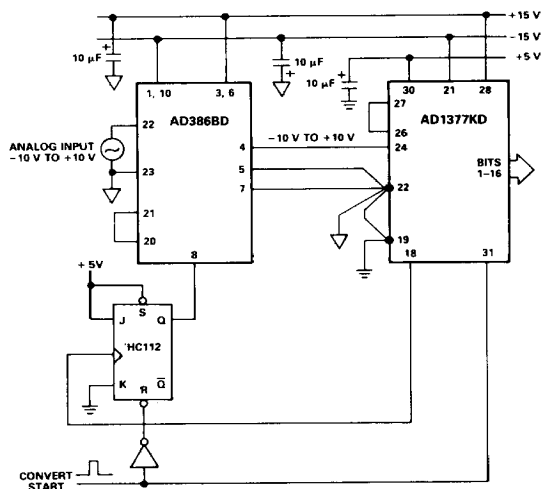 +15 V
−15 V
+5 V
10 µF +
10 µF
+
10 µF +
1, 10 3, 6
AD386BD
22
23
21
20
4
5
7
8
ANALOG INPUT
−10 V TO +10 V
−10 V TO +10 V
30 21 28
27
26
AD1377KD
24
22
19
18 31
BITS
1–16
+ 5V
S
J Q
'HC112
K Q̅
R
CONVERT
START